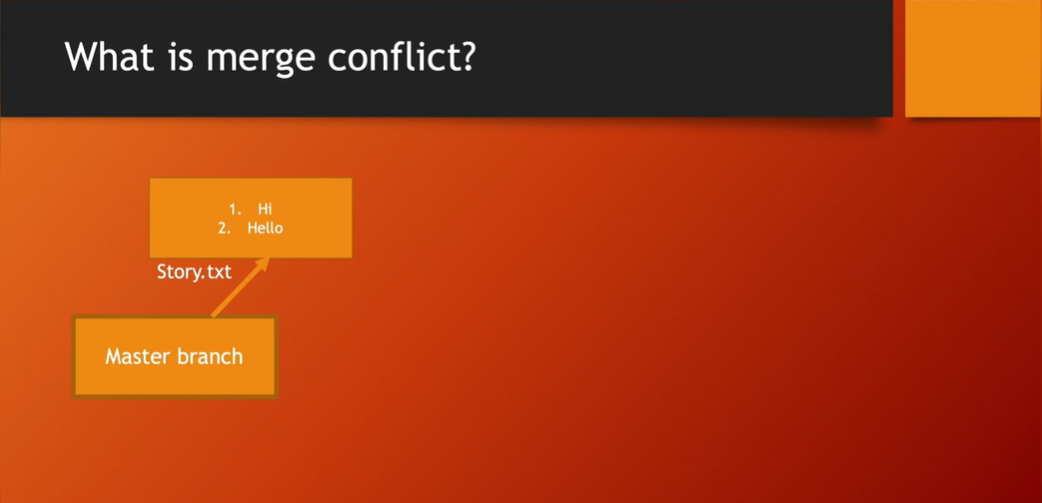 What is merge conflict?
1. Hi
2. Hello
Story.txt
Master branch